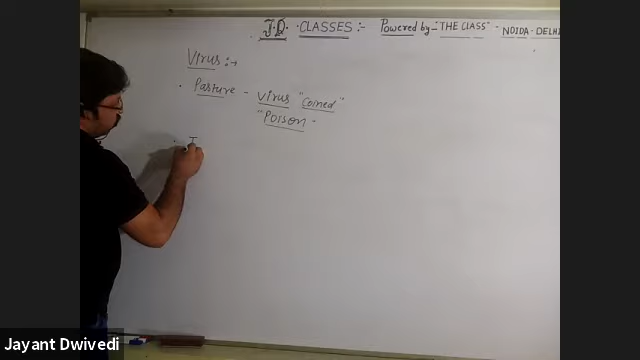 J.D. CLASSES :- Powered by - "THE CLASS" - NOIDA - DELHI
Virus :-
• Pasture - Virus "Coined"
"Poison -
• I
Jayant Dwivedi